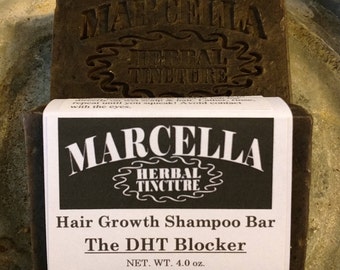 MARCELLA
HERBAL
TINCTURE
repeat until you squeak! Avoid contact
with the eyes.
MARCELLA
HERBAL
TINCTURE
Hair Growth Shampoo Bar
The DHT Blocker
NET. WT. 4.0 oz.